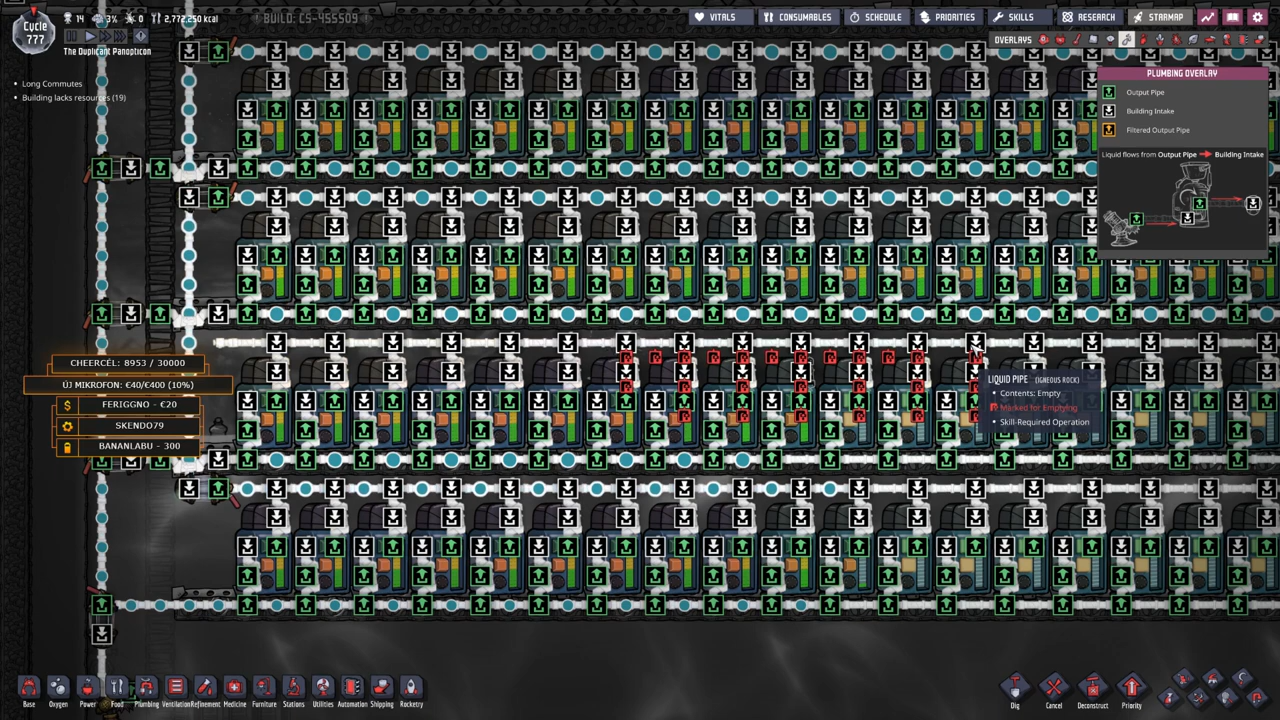 Cycle
777
14
3%
0
2,772,250 kcal
BUILD: CS-455509
The Duplicant Panopticon
VITALS
CONSUMABLES
SCHEDULE
PRIORITIES
SKILLS
RESEARCH
STARMAP
OVERLAYS
• Long Commutes
• Building lacks resources (19)
PLUMBING OVERLAY
Output Pipe
Building Intake
Filtered Output Pipe
Liquid flows from Output Pipe → Building Intake
CHEERCÉL: 8953 / 30000
ÚJ MIKROFON: €40/€400 (10%)
FERIGGNO - €20
SKENDO79
BANANLABU - 300
LIQUID PIPE (IGNEOUS ROCK)
• Contents: Empty
Marked for Emptying
• Skill-Required Operation
Base
Oxygen
Power
Food
Plumbing
Ventilation
Refinement
Medicine
Furniture
Stations
Utilities
Automation
Shipping
Rocketry
Dig
Cancel
Deconstruct
Priority